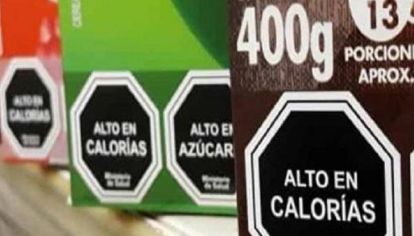 ALTO EN
CALORÍAS
ALTO EN
CALORÍAS
Ministerio
de Salud
ALTO EN
AZÚCAR
Ministerio
de Salud
400g
13
PORCIONE
APROX.
ALTO EN
CALORÍAS